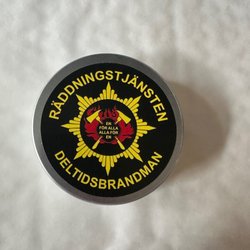 RÄDDNINGSTJÄNSTEN
EN
FÖR ALLA
ALLA FÖR
EN
DELTIDSBRANDMAN